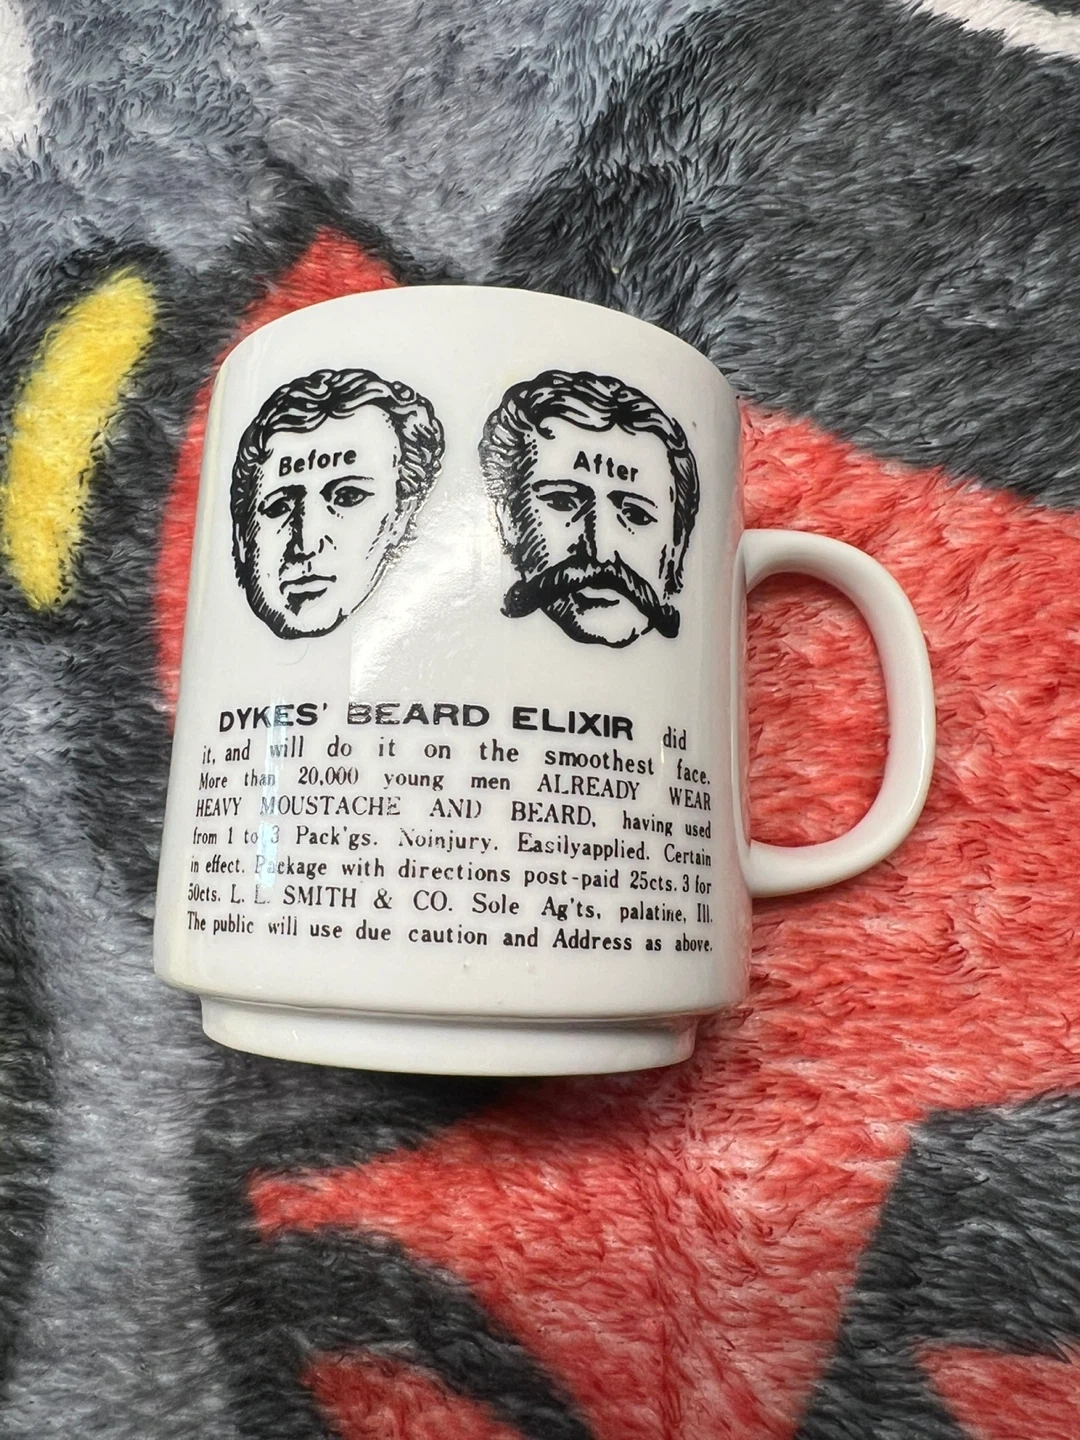 Before
After
DYKES' BEARD ELIXIR did
it, and will do it on the smoothest face.
More than 20,000 young men ALREADY WEAR
HEAVY MOUSTACHE AND BEARD, having used
from 1 to 3 Pack'gs. Noinjury. Easilyapplied. Certain
in effect. Package with directions post-paid 25cts. 3 for
50cts. L. L. SMITH & CO. Sole Ag'ts, palatine, Ill.
The public will use due caution and Address as above.